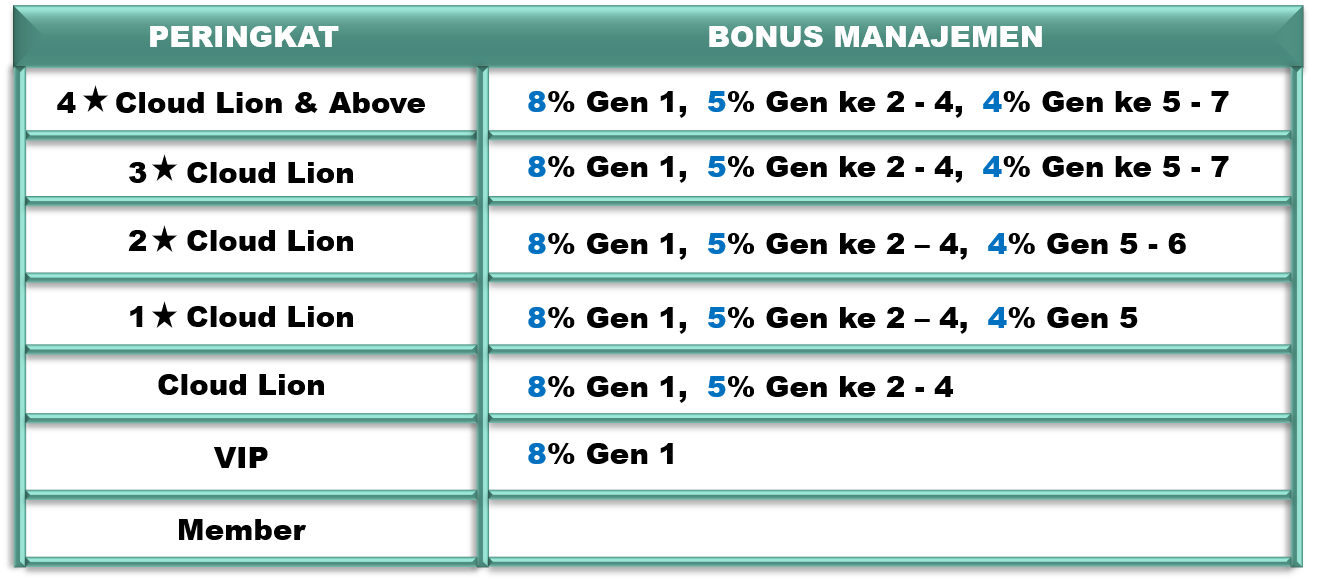 PERINGKAT BONUS MANAJEMEN
4 ★ Cloud Lion & Above 8% Gen 1, 5% Gen ke 2 - 4, 4% Gen ke 5 - 7
3 ★ Cloud Lion 8% Gen 1, 5% Gen ke 2 - 4, 4% Gen ke 5 - 7
2 ★ Cloud Lion 8% Gen 1, 5% Gen ke 2 – 4, 4% Gen 5 - 6
1 ★ Cloud Lion 8% Gen 1, 5% Gen ke 2 – 4, 4% Gen 5
Cloud Lion 8% Gen 1, 5% Gen ke 2 - 4
VIP 8% Gen 1
Member